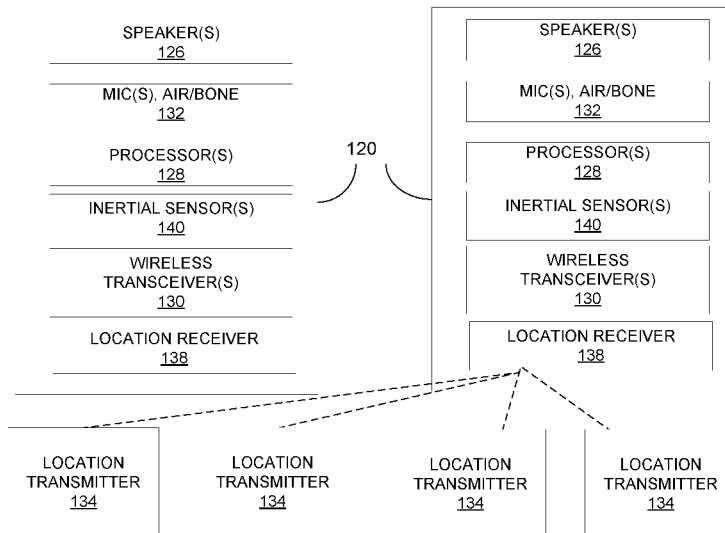 SPEAKER(S)
126
MIC(S), AIR/BONE
132
PROCESSOR(S)
128
INERTIAL SENSOR(S)
140
WIRELESS
TRANSCEIVER(S)
130
LOCATION RECEIVER
138
120
SPEAKER(S)
126
MIC(S), AIR/BONE
132
PROCESSOR(S)
128
INERTIAL SENSOR(S)
140
WIRELESS
TRANSCEIVER(S)
130
LOCATION RECEIVER
138
LOCATION
TRANSMITTER
134
LOCATION
TRANSMITTER
134
LOCATION
TRANSMITTER
134
LOCATION
TRANSMITTER
134